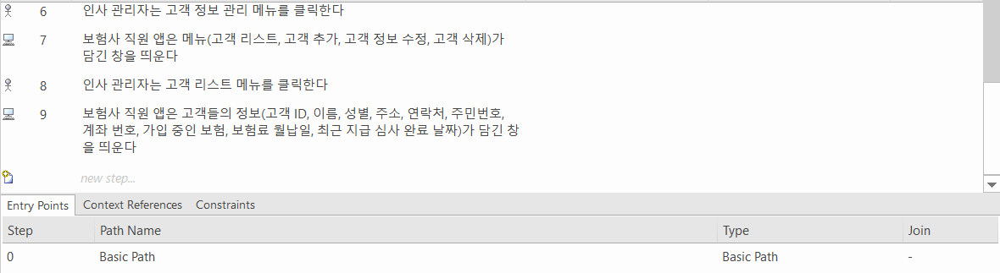 6 인사 관리자는 고객 정보 관리 메뉴를 클릭한다
7 보험사 직원 앱은 메뉴(고객 리스트, 고객 추가, 고객 정보 수정, 고객 삭제)가
담긴 창을 띄운다
8 인사 관리자는 고객 리스트 메뉴를 클릭한다
9 보험사 직원 앱은 고객들의 정보(고객 ID, 이름, 성별, 주소, 연락처, 주민번호,
계좌 번호, 가입 중인 보험, 보험료 월납일, 최근 지급 심사 완료 날짜)가 담긴 창
을 띄운다
new step...
Entry Points Context References Constraints
Step Path Name Type Join
0 Basic Path Basic Path -